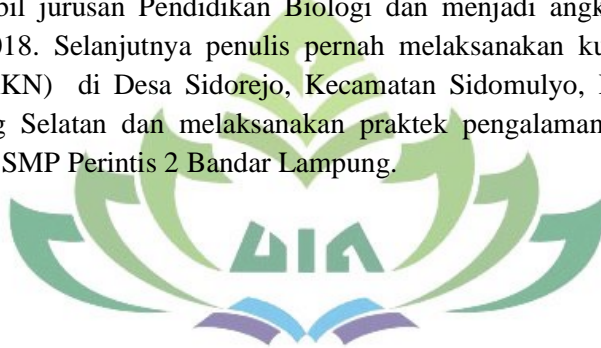 bil jurusan Pendidikan Biologi dan menjadi angk
018. Selanjutnya penulis pernah melaksanakan ku
KN) di Desa Sidorejo, Kecamatan Sidomulyo,
g Selatan dan melaksanakan praktek pengalaman
SMP Perintis 2 Bandar Lampung.
UIN